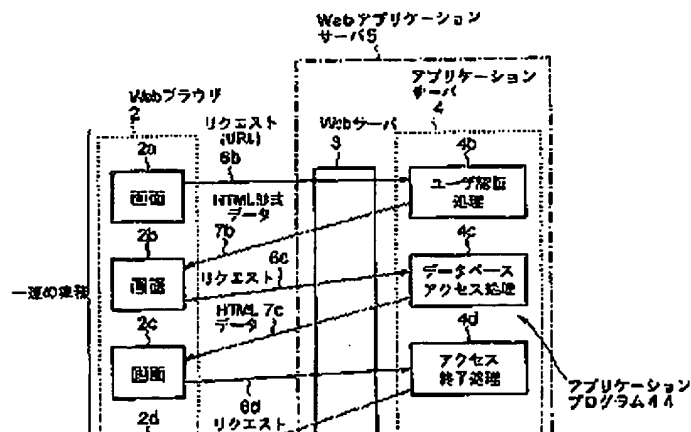 Webアプリケーション
サーバ5
アプリケーション
サーバ
4
Webブラウザ
2
リクエスト
(URL)
6b
Webサーバ
3
2a
画面
4b
ユーザ認証
処理
HTML形式
データ
7b
2b
画面
6c
リクエスト
4c
データベース
アクセス処理
HTML 7c
データ
2c
画面
4d
アクセス
終了処理
6d
リクエスト
アプリケーション
プログラム44
2d